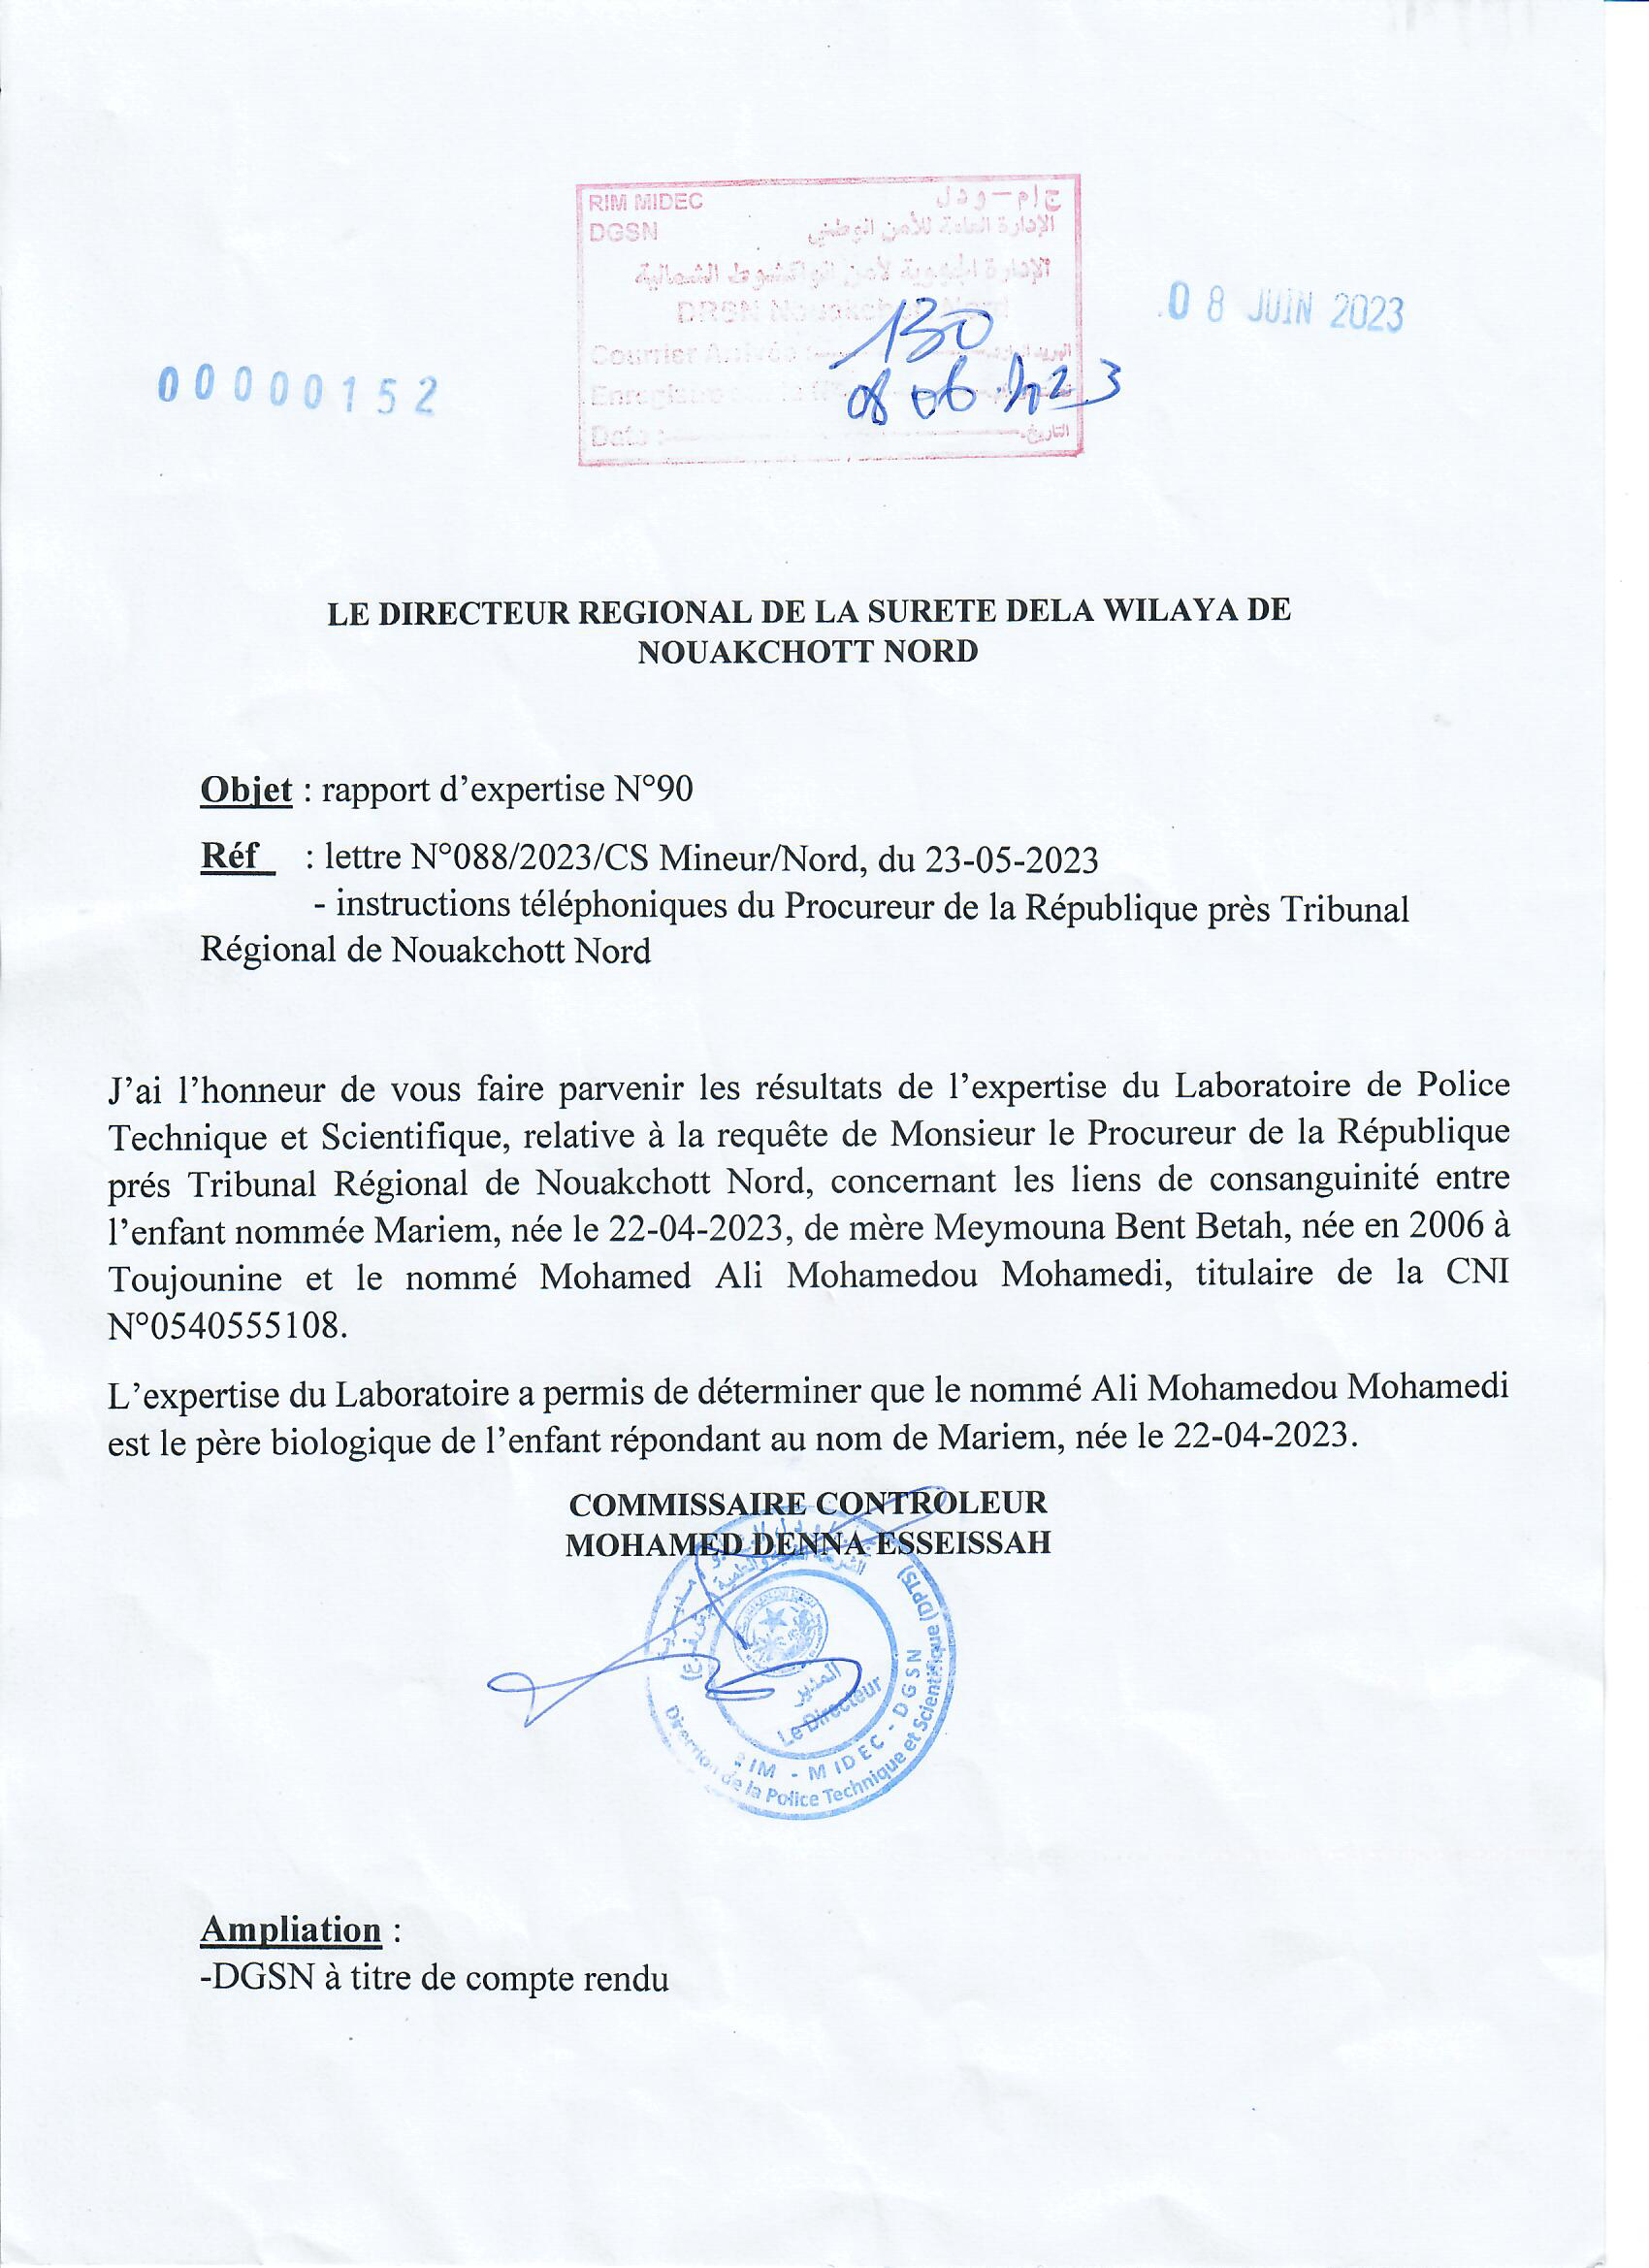 RIM MIDEC ج إ م – و د ل
DGSN الإدارة العامة للأمن الوطني
الإدارة الجهوية لأمن انواكشوط الشمالية
DRSN Nouakchott Nord
Courrier Arrivée : 130
08 06 2023
Date : التاريخ
08 JUIN 2023
00000152
LE DIRECTEUR REGIONAL DE LA SURETE DELA WILAYA DE
NOUAKCHOTT NORD
Objet : rapport d’expertise N°90
Réf : lettre N°088/2023/CS Mineur/Nord, du 23-05-2023
- instructions téléphoniques du Procureur de la République près Tribunal
Régional de Nouakchott Nord
J’ai l’honneur de vous faire parvenir les résultats de l’expertise du Laboratoire de Police
Technique et Scientifique, relative à la requête de Monsieur le Procureur de la République
prés Tribunal Régional de Nouakchott Nord, concernant les liens de consanguinité entre
l’enfant nommée Mariem, née le 22-04-2023, de mère Meymouna Bent Betah, née en 2006 à
Toujounine et le nommé Mohamed Ali Mohamedou Mohamedi, titulaire de la CNI
N°0540555108.
L’expertise du Laboratoire a permis de déterminer que le nommé Ali Mohamedou Mohamedi
est le père biologique de l’enfant répondant au nom de Mariem, née le 22-04-2023.
COMMISSAIRE CONTROLEUR
MOHAMED DENNA ESSEISSAH
المدير
Le Directeur
RIM - MIDEC - DGSN
Direction de la Police Technique et Scientifique (DPTS)
Ampliation :
-DGSN à titre de compte rendu